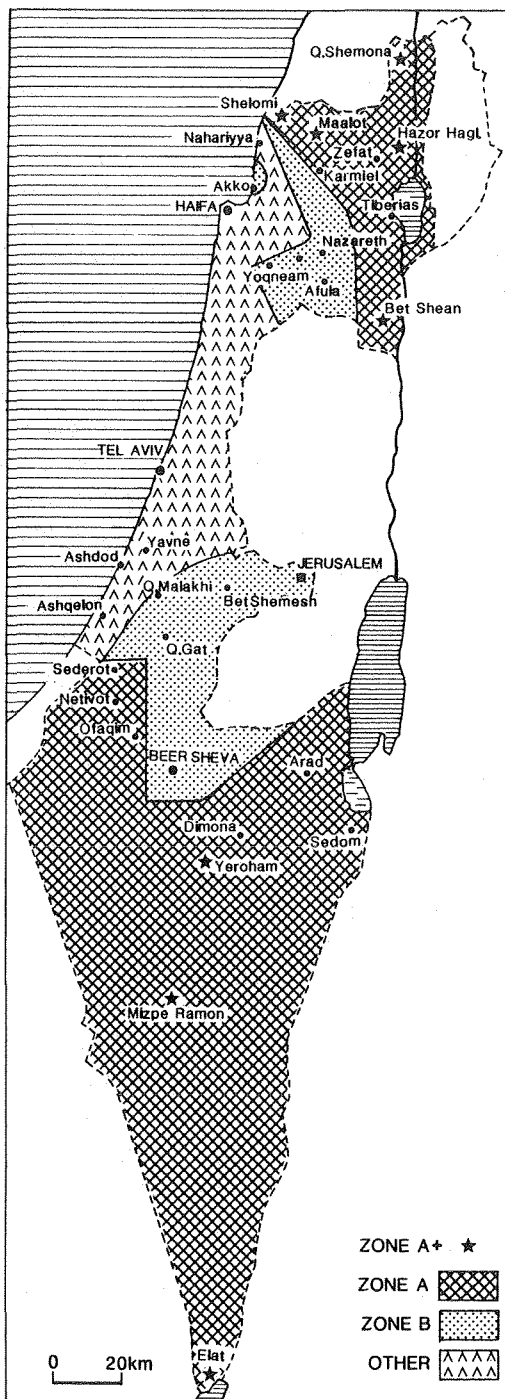 Q.Shemona
Shelomi
Maalot
Nahariyya
Hazor Hagl.
Zefat
Karmiel
Akko
HAIFA
Tiberias
Nazareth
Yoqneam
Afula
Bet Shean
TEL AVIV
Yavne
Ashdod
JERUSALEM
Q.Malakhi
Bet Shemesh
Ashqelon
Q.Gat
Sederot
Netivot
Ofaqim
BEER SHEVA
Arad
Dimona
Sedom
Yeroham
Mizpe Ramon
ZONE A+
ZONE A
ZONE B
OTHER
Elat
0 20km